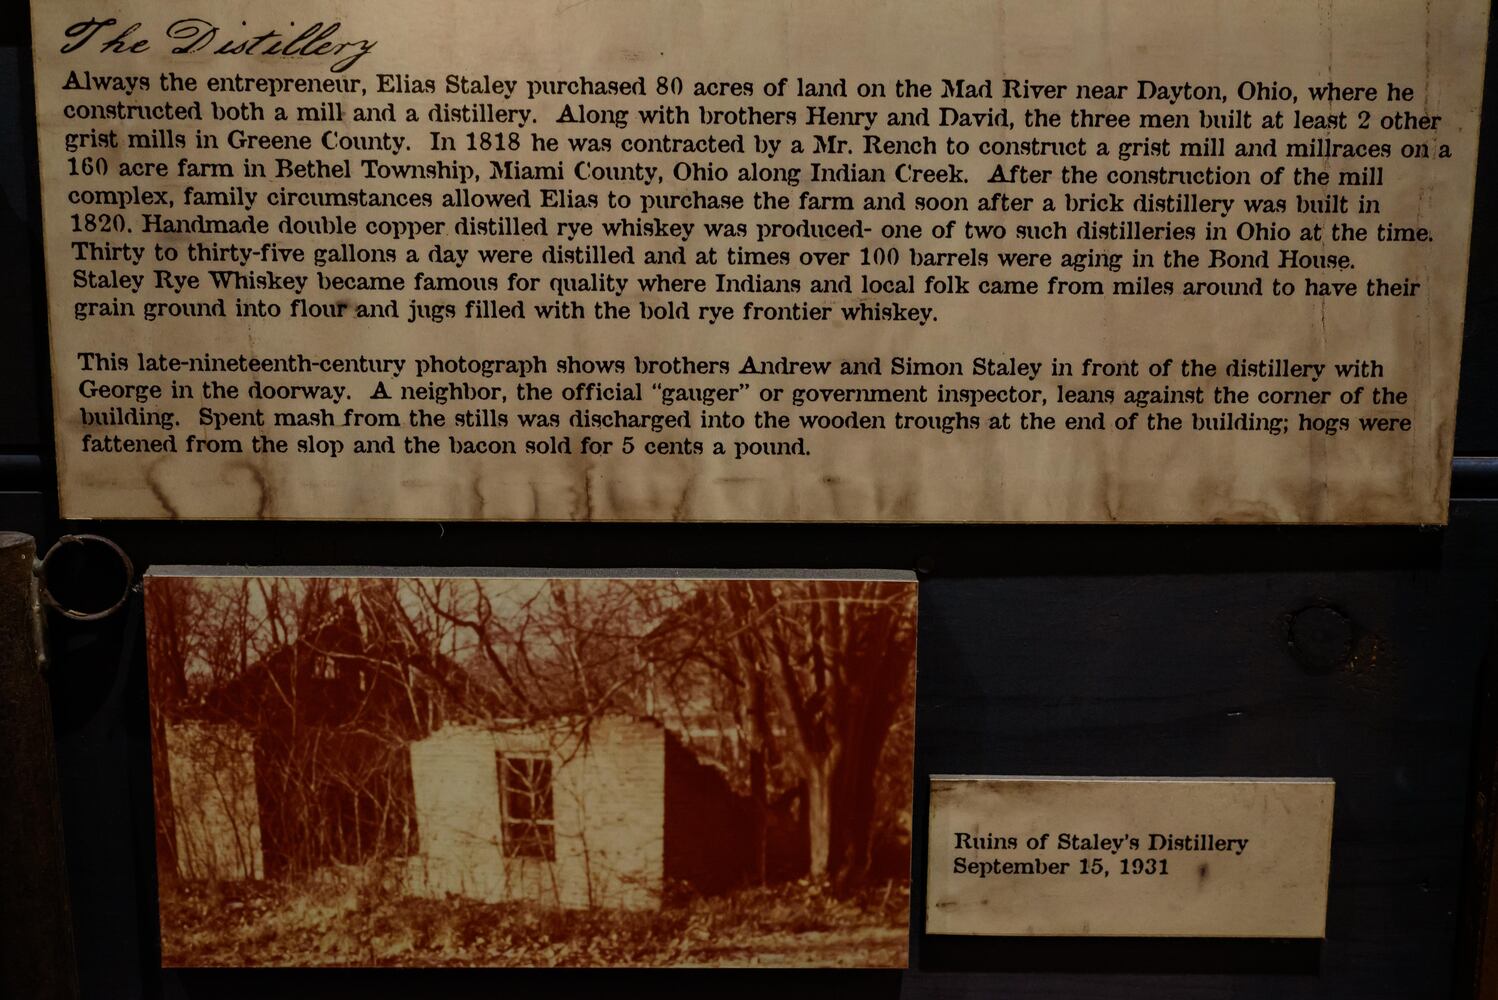 The Distillery
Always the entrepreneur, Elias Staley purchased 80 acres of land on the Mad River near Dayton, Ohio, where he
constructed both a mill and a distillery.  Along with brothers Henry and David, the three men built at least 2 other
grist mills in Greene County.  In 1818 he was contracted by a Mr. Rench to construct a grist mill and millraces on a
160 acre farm in Bethel Township, Miami County, Ohio along Indian Creek.  After the construction of the mill
complex, family circumstances allowed Elias to purchase the farm and soon after a brick distillery was built in
1820. Handmade double copper distilled rye whiskey was produced- one of two such distilleries in Ohio at the time.
Thirty to thirty-five gallons a day were distilled and at times over 100 barrels were aging in the Bond House.
Staley Rye Whiskey became famous for quality where Indians and local folk came from miles around to have their
grain ground into flour and jugs filled with the bold rye frontier whiskey.
This late-nineteenth-century photograph shows brothers Andrew and Simon Staley in front of the distillery with
George in the doorway.  A neighbor, the official “gauger” or government inspector, leans against the corner of the
building.  Spent mash from the stills was discharged into the wooden troughs at the end of the building; hogs were
fattened from the slop and the bacon sold for 5 cents a pound.
Ruins of Staley's Distillery
September 15, 1931